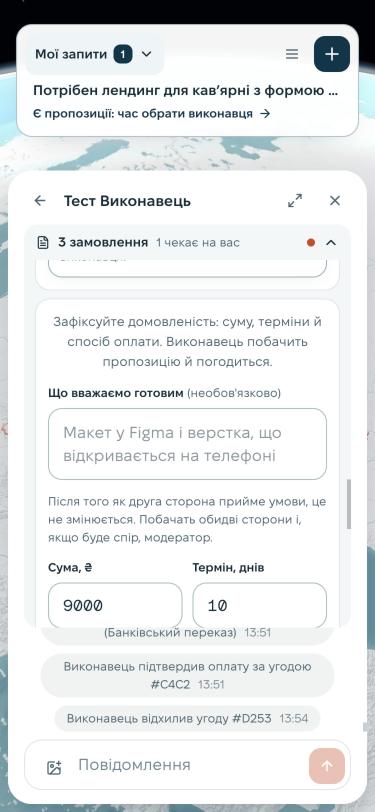 Мої запити 1
Потрібен лендинг для кав’ярні з формою ...
Є пропозиції: час обрати виконавця →
Тест Виконавець
3 замовлення 1 чекає на вас
Зафіксуйте домовленість: суму, терміни й
спосіб оплати. Виконавець побачить
пропозицію й погодиться.
Що вважаємо готовим (необов'язково)
Макет у Figma і верстка, що
відкривається на телефоні
Після того як друга сторона прийме умови, це
не змінюється. Побачать обидві сторони і,
якщо буде спір, модератор.
Сума, ₴ Термін, днів
9000 10
(Банківський переказ) 13:51
Виконавець підтвердив оплату за угодою
#C4C2 13:51
Виконавець відхилив угоду #D253 13:54
Повідомлення